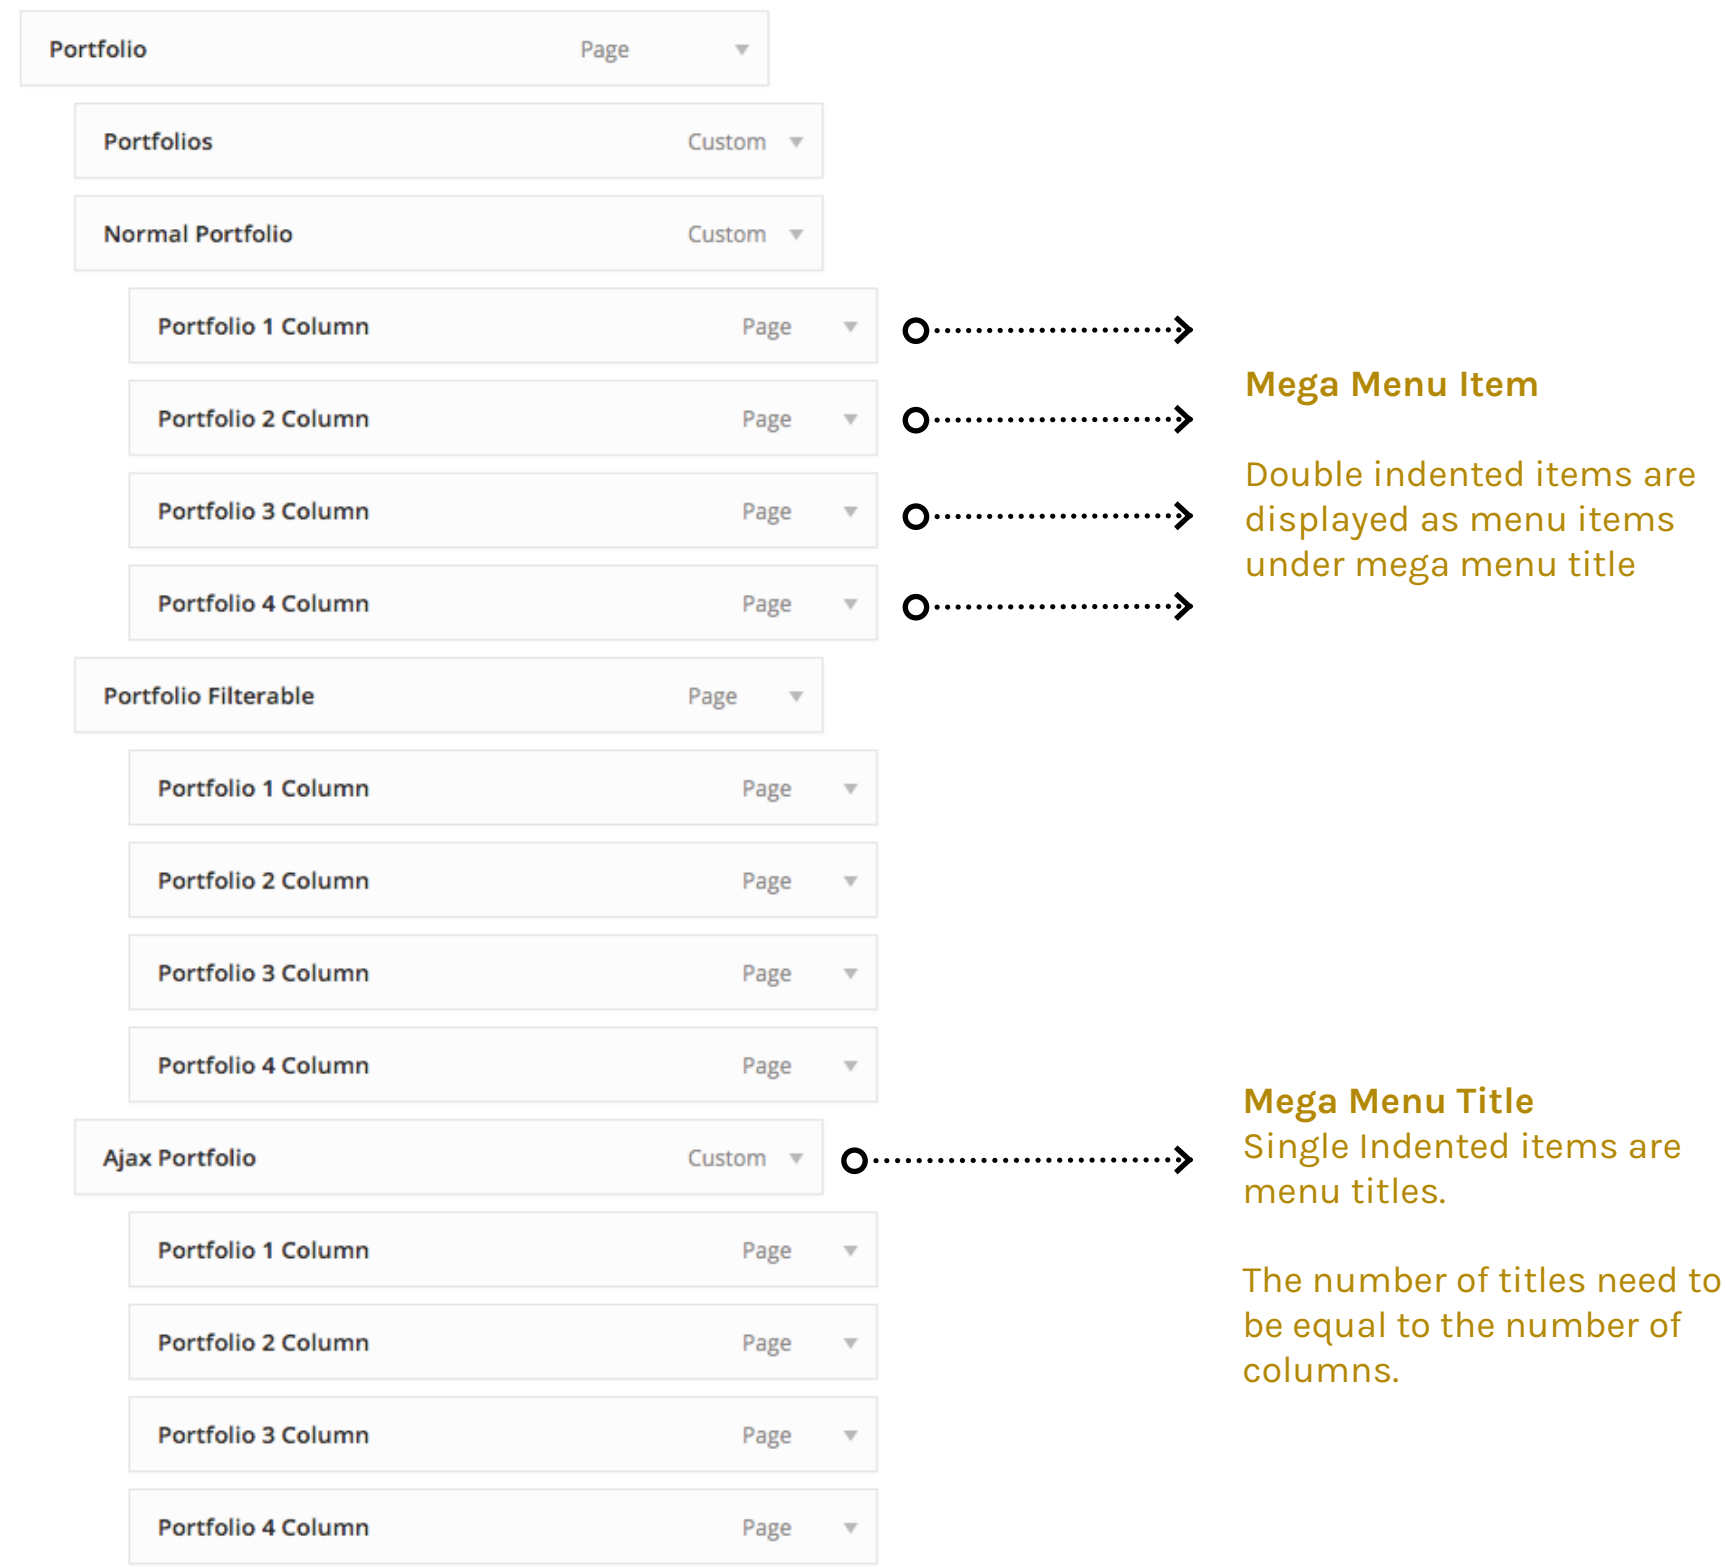 Portfolio Page
Portfolios Custom
Normal Portfolio Custom
Portfolio 1 Column Page
Portfolio 2 Column Page
Portfolio 3 Column Page
Portfolio 4 Column Page
Mega Menu Item
Double indented items are
displayed as menu items
under mega menu title
Portfolio Filterable Page
Portfolio 1 Column Page
Portfolio 2 Column Page
Portfolio 3 Column Page
Portfolio 4 Column Page
Ajax Portfolio Custom
Portfolio 1 Column Page
Portfolio 2 Column Page
Portfolio 3 Column Page
Portfolio 4 Column Page
Mega Menu Title
Single Indented items are
menu titles.
The number of titles need to
be equal to the number of
columns.